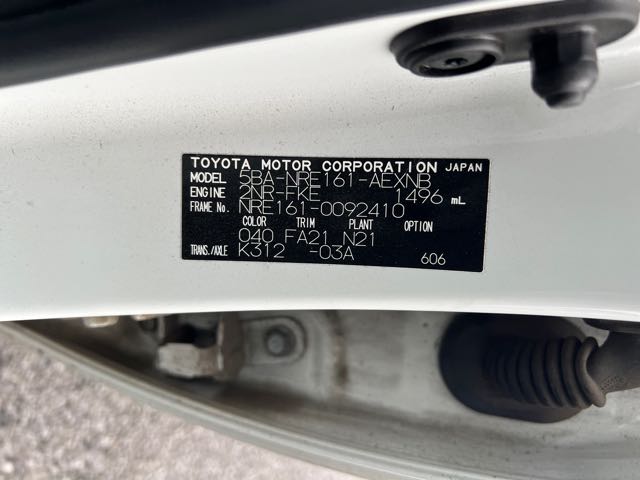 TOYOTA MOTOR CORPORATION JAPAN
MODEL 5BA-NRE161-AEXNB
ENGINE 2NR-FKE 1496 mL
FRAME No. NRE161-0092410
COLOR TRIM PLANT OPTION
040 FA21 N21
TRANS./AXLE K312 -03A 606